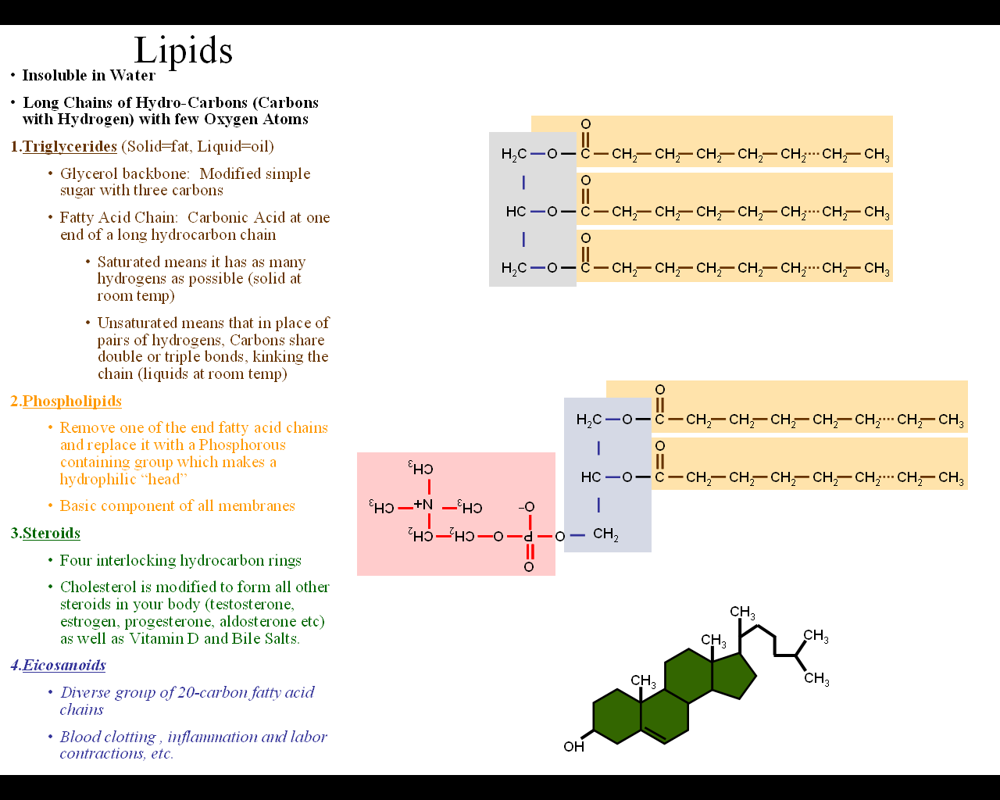 Lipids
• Insoluble in Water
• Long Chains of Hydro-Carbons (Carbons
with Hydrogen) with few Oxygen Atoms
1.Triglycerides (Solid=fat, Liquid=oil)
• Glycerol backbone:  Modified simple
sugar with three carbons
• Fatty Acid Chain:  Carbonic Acid at one
end of a long hydrocarbon chain
• Saturated means it has as many
hydrogens as possible (solid at
room temp)
• Unsaturated means that in place of
pairs of hydrogens, Carbons share
double or triple bonds, kinking the
chain (liquids at room temp)
2.Phospholipids
• Remove one of the end fatty acid chains
and replace it with a Phosphorous
containing group which makes a
hydrophilic “head”
• Basic component of all membranes
3.Steroids
• Four interlocking hydrocarbon rings
• Cholesterol is modified to form all other
steroids in your body (testosterone,
estrogen, progesterone, aldosterone etc)
as well as Vitamin D and Bile Salts.
4.Eicosanoids
• Diverse group of 20-carbon fatty acid
chains
• Blood clotting , inflammation and labor
contractions, etc.
O
H₂C O C CH₂ CH₂ CH₂ CH₂ CH₂ CH₂ CH₃
O
HC O C CH₂ CH₂ CH₂ CH₂ CH₂ CH₂ CH₃
O
H₂C O C CH₂ CH₂ CH₂ CH₂ CH₂ CH₂ CH₃
O
H₂C O C CH₂ CH₂ CH₂ CH₂ CH₂ CH₂ CH₃
O
HC O C CH₂ CH₂ CH₂ CH₂ CH₂ CH₂ CH₃
CH₃
CH₃ N+ CH₃ O–
CH₂ CH₂ O P O CH₂
O
CH₃
CH₃ CH₃
CH₃ CH₃
OH